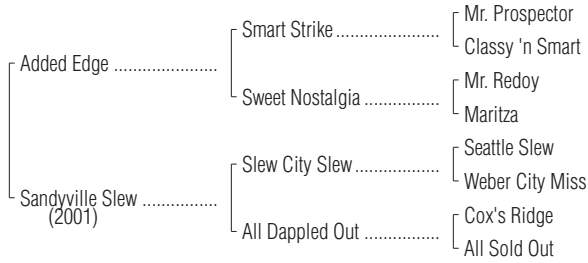 Mr. Prospector
Smart Strike ..................
Classy 'n Smart
Added Edge ..................
Mr. Redoy
Sweet Nostalgia .............
Maritza
Seattle Slew
Slew City Slew ...............
Weber City Miss
Sandyville Slew .............
(2001)
Cox's Ridge
All Dappled Out .............
All Sold Out